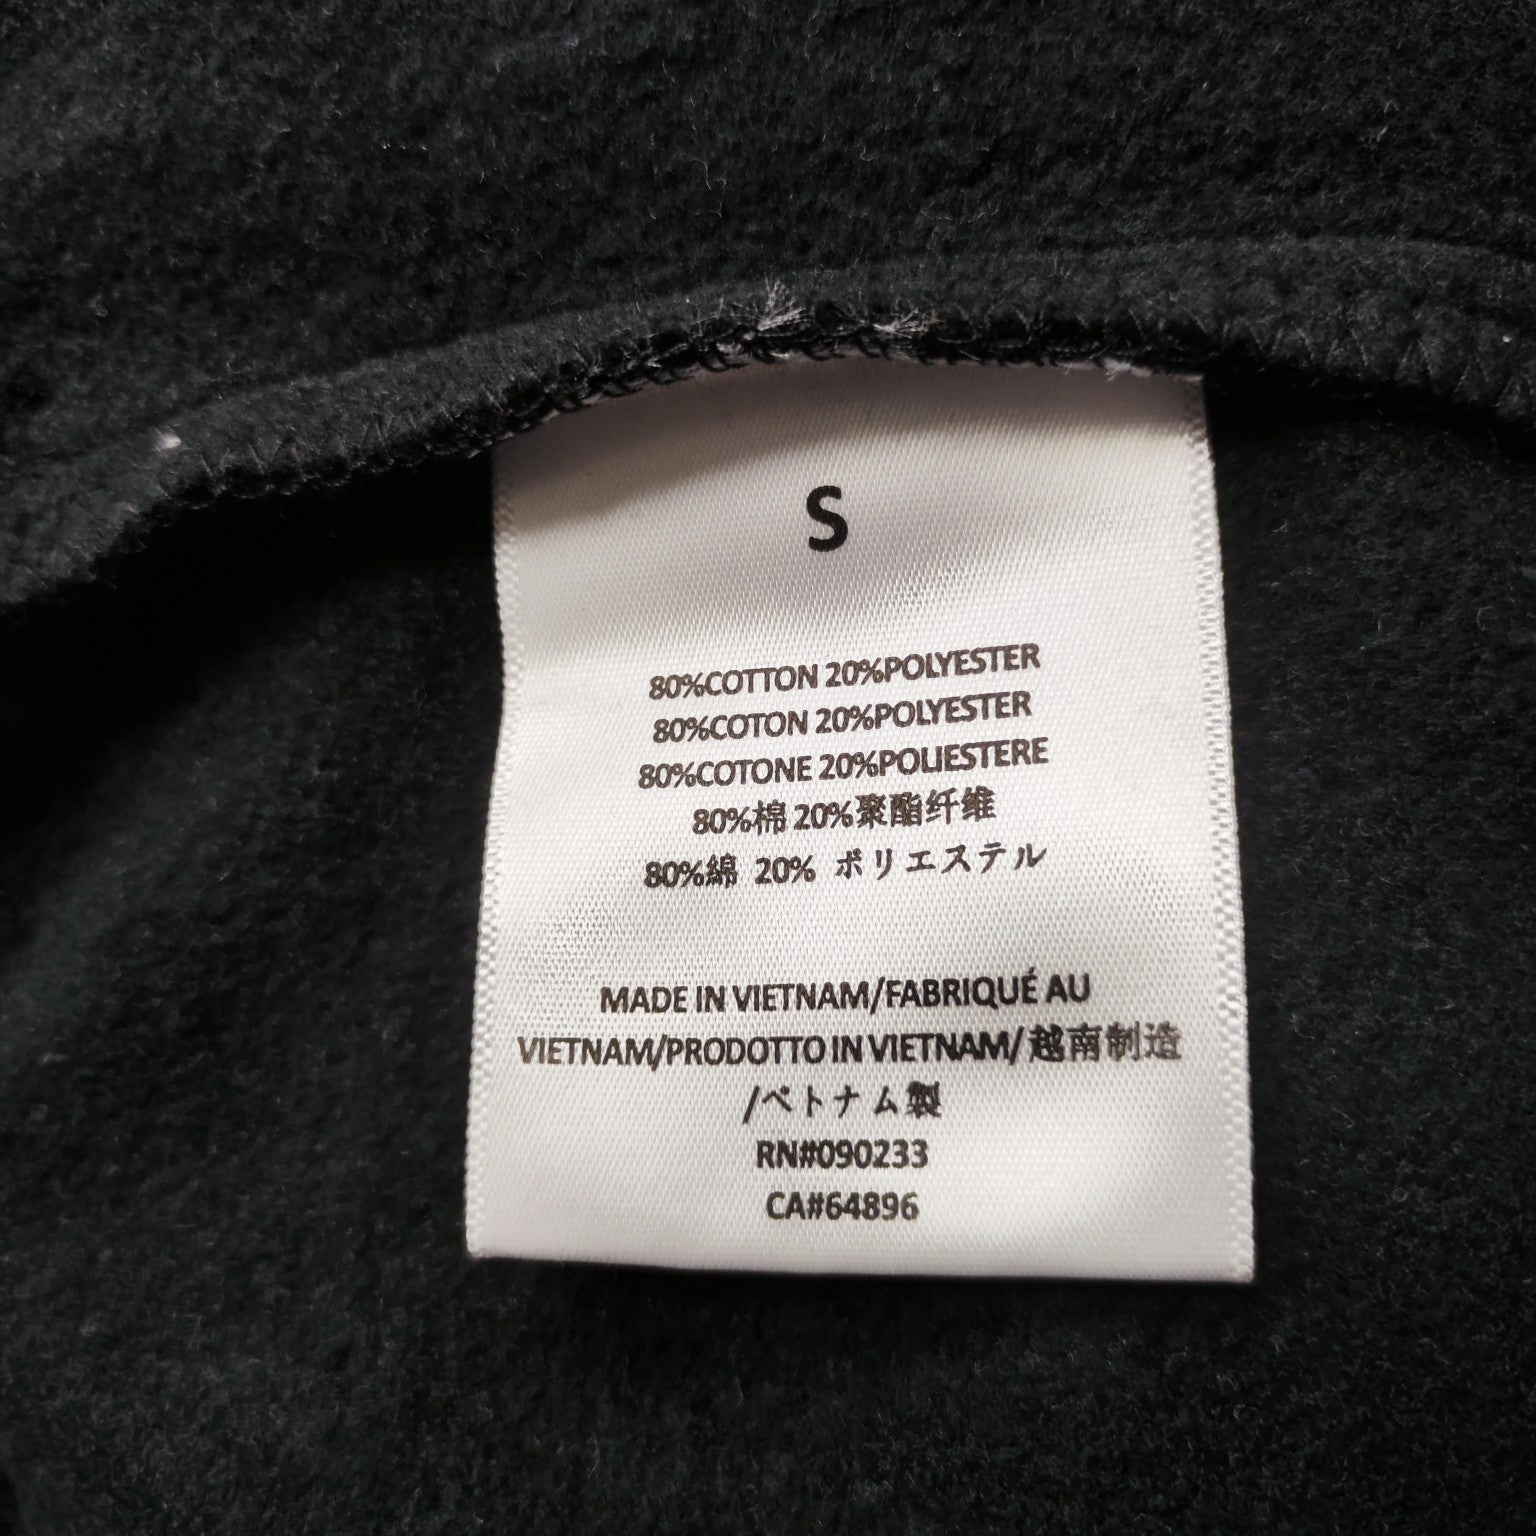 S
80%COTTON 20%POLYESTER
80%COTON 20%POLYESTER
80%COTONE 20%POLIESTERE
80%棉 20%聚酯纤维
80%綿 20% ポリエステル
MADE IN VIETNAM/FABRIQUÉ AU
VIETNAM/PRODOTTO IN VIETNAM/ 越南制造
/ベトナム製
RN#090233
CA#64896